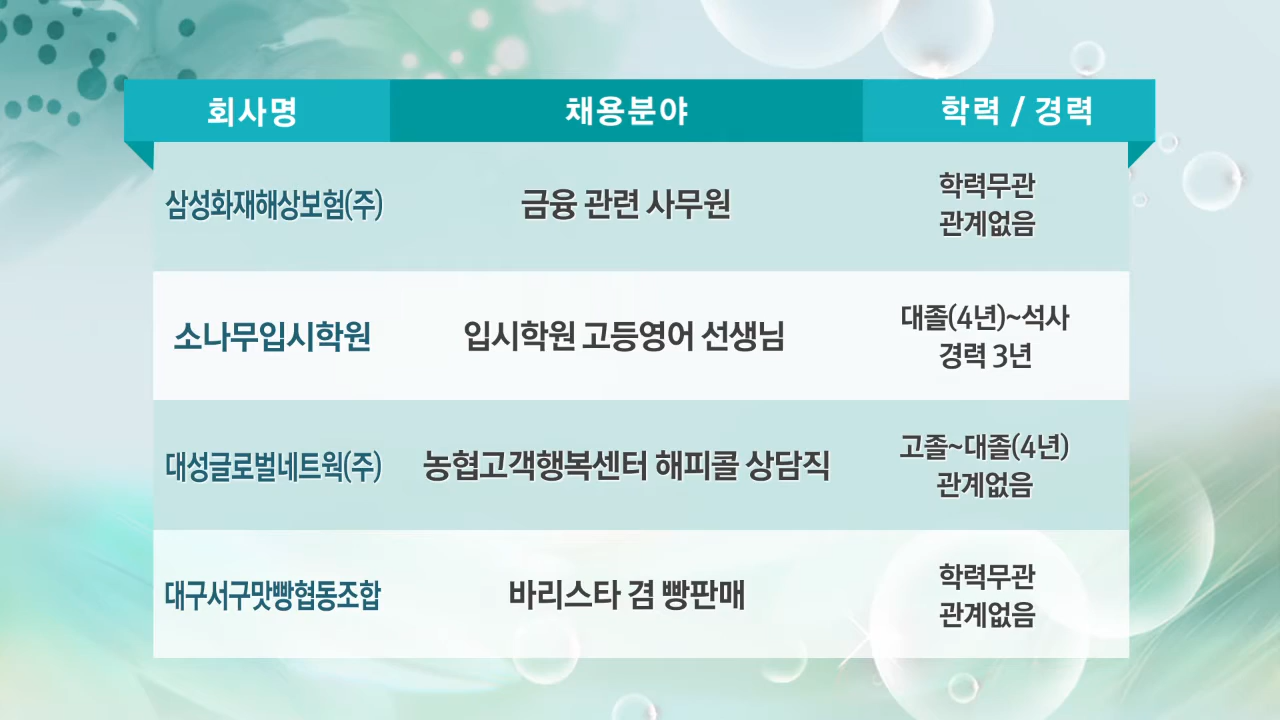 회사명 채용분야 학력 / 경력
삼성화재해상보험(주) 금융 관련 사무원 학력무관
관계없음
소나무입시학원 입시학원 고등영어 선생님 대졸(4년)~석사
경력 3년
대성글로벌네트웍(주) 농협고객행복센터 해피콜 상담직 고졸~대졸(4년)
관계없음
대구서구맛빵협동조합 바리스타 겸 빵판매 학력무관
관계없음